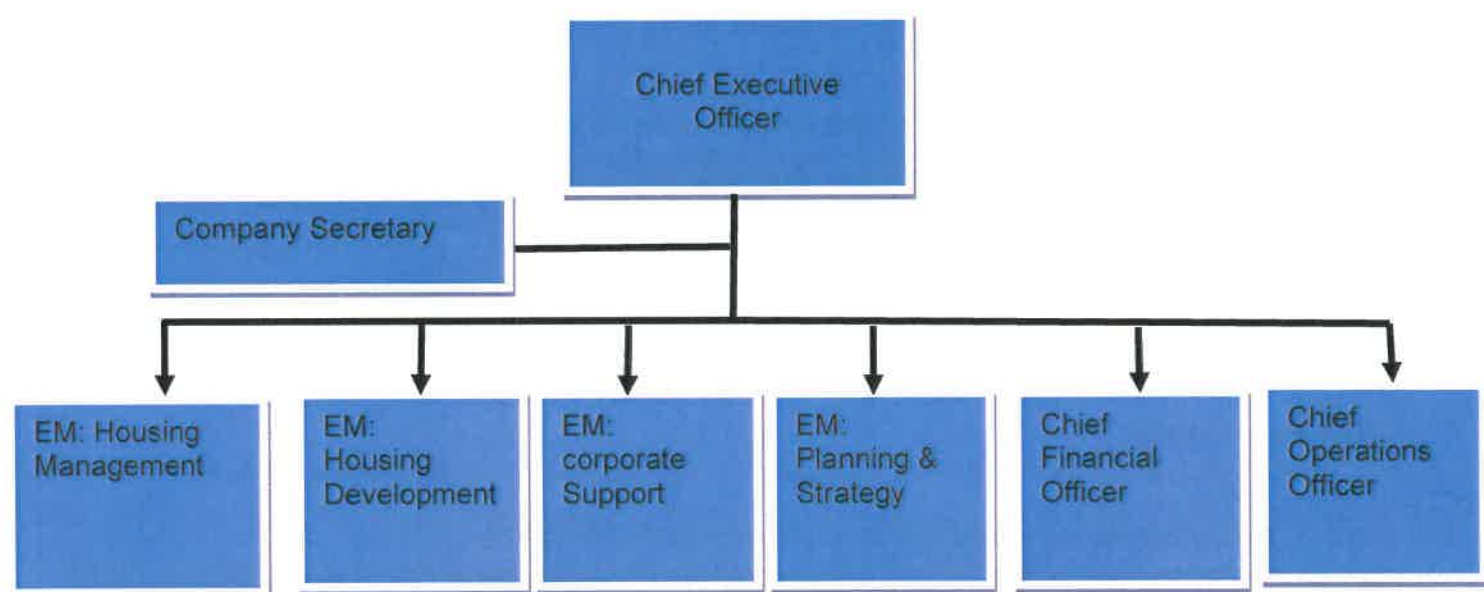 Chief Executive
Officer
Company Secretary
EM: Housing
Management
EM:
Housing
Development
EM:
corporate
Support
EM:
Planning &
Strategy
Chief
Financial
Officer
Chief
Operations
Officer